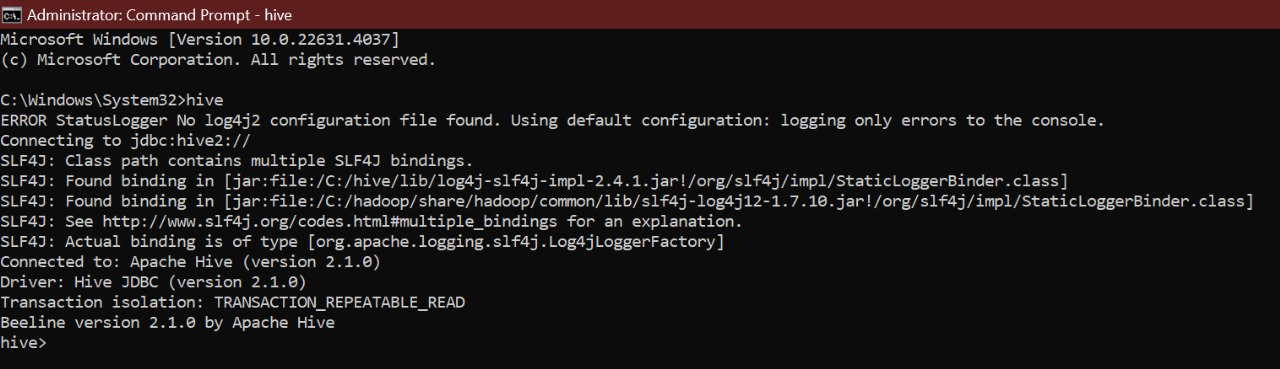 Administrator: Command Prompt - hive
Microsoft Windows [Version 10.0.22631.4037]
(c) Microsoft Corporation. All rights reserved.
C:\Windows\System32>hive
ERROR StatusLogger No log4j2 configuration file found. Using default configuration: logging only errors to the console.
Connecting to jdbc:hive2://
SLF4J: Class path contains multiple SLF4J bindings.
SLF4J: Found binding in [jar:file:/C:/hive/lib/log4j-slf4j-impl-2.4.1.jar!/org/slf4j/impl/StaticLoggerBinder.class]
SLF4J: Found binding in [jar:file:/C:/hadoop/share/hadoop/common/lib/slf4j-log4j12-1.7.10.jar!/org/slf4j/impl/StaticLoggerBinder.class]
SLF4J: See http://www.slf4j.org/codes.html#multiple_bindings for an explanation.
SLF4J: Actual binding is of type [org.apache.logging.slf4j.Log4jLoggerFactory]
Connected to: Apache Hive (version 2.1.0)
Driver: Hive JDBC (version 2.1.0)
Transaction isolation: TRANSACTION_REPEATABLE_READ
Beeline version 2.1.0 by Apache Hive
hive>